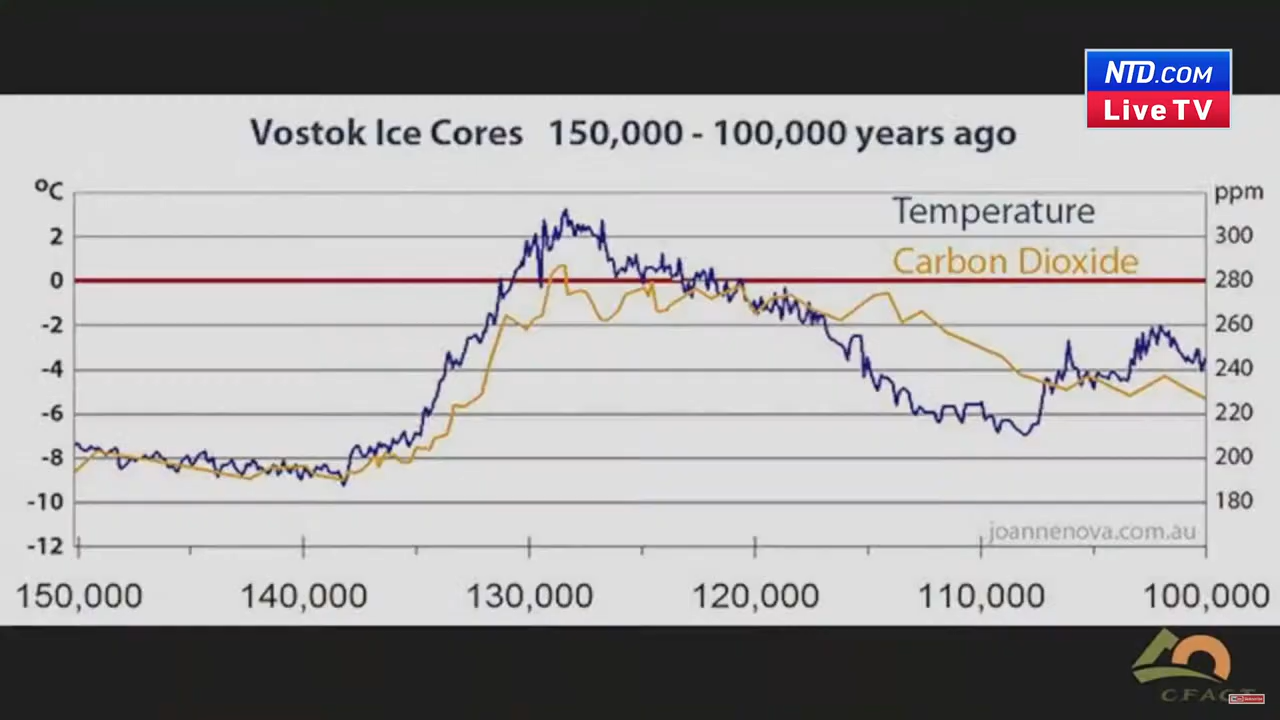 NTD.COM
Live TV
Vostok Ice Cores 150,000 - 100,000 years ago
ºC
ppm
Temperature
Carbon Dioxide
2
0
-2
-4
-6
-8
-10
-12
300
280
260
240
220
200
180
joannenova.com.au
150,000 140,000 130,000 120,000 110,000 100,000
CFACT